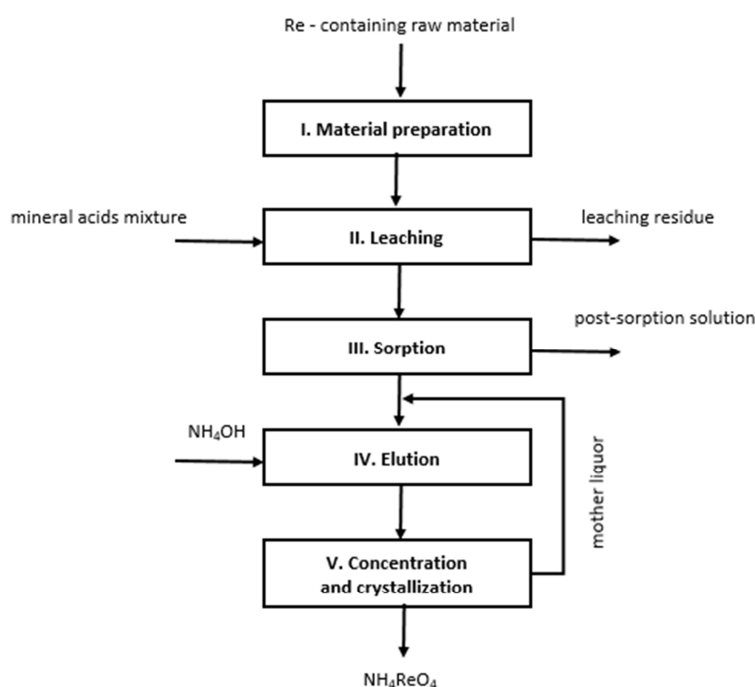 Re - containing raw material
I. Material preparation
mineral acids mixture
leaching residue
II. Leaching
post-sorption solution
III. Sorption
NH₄OH
IV. Elution
mother liquor
V. Concentration
and crystallization
NH₄ReO₄